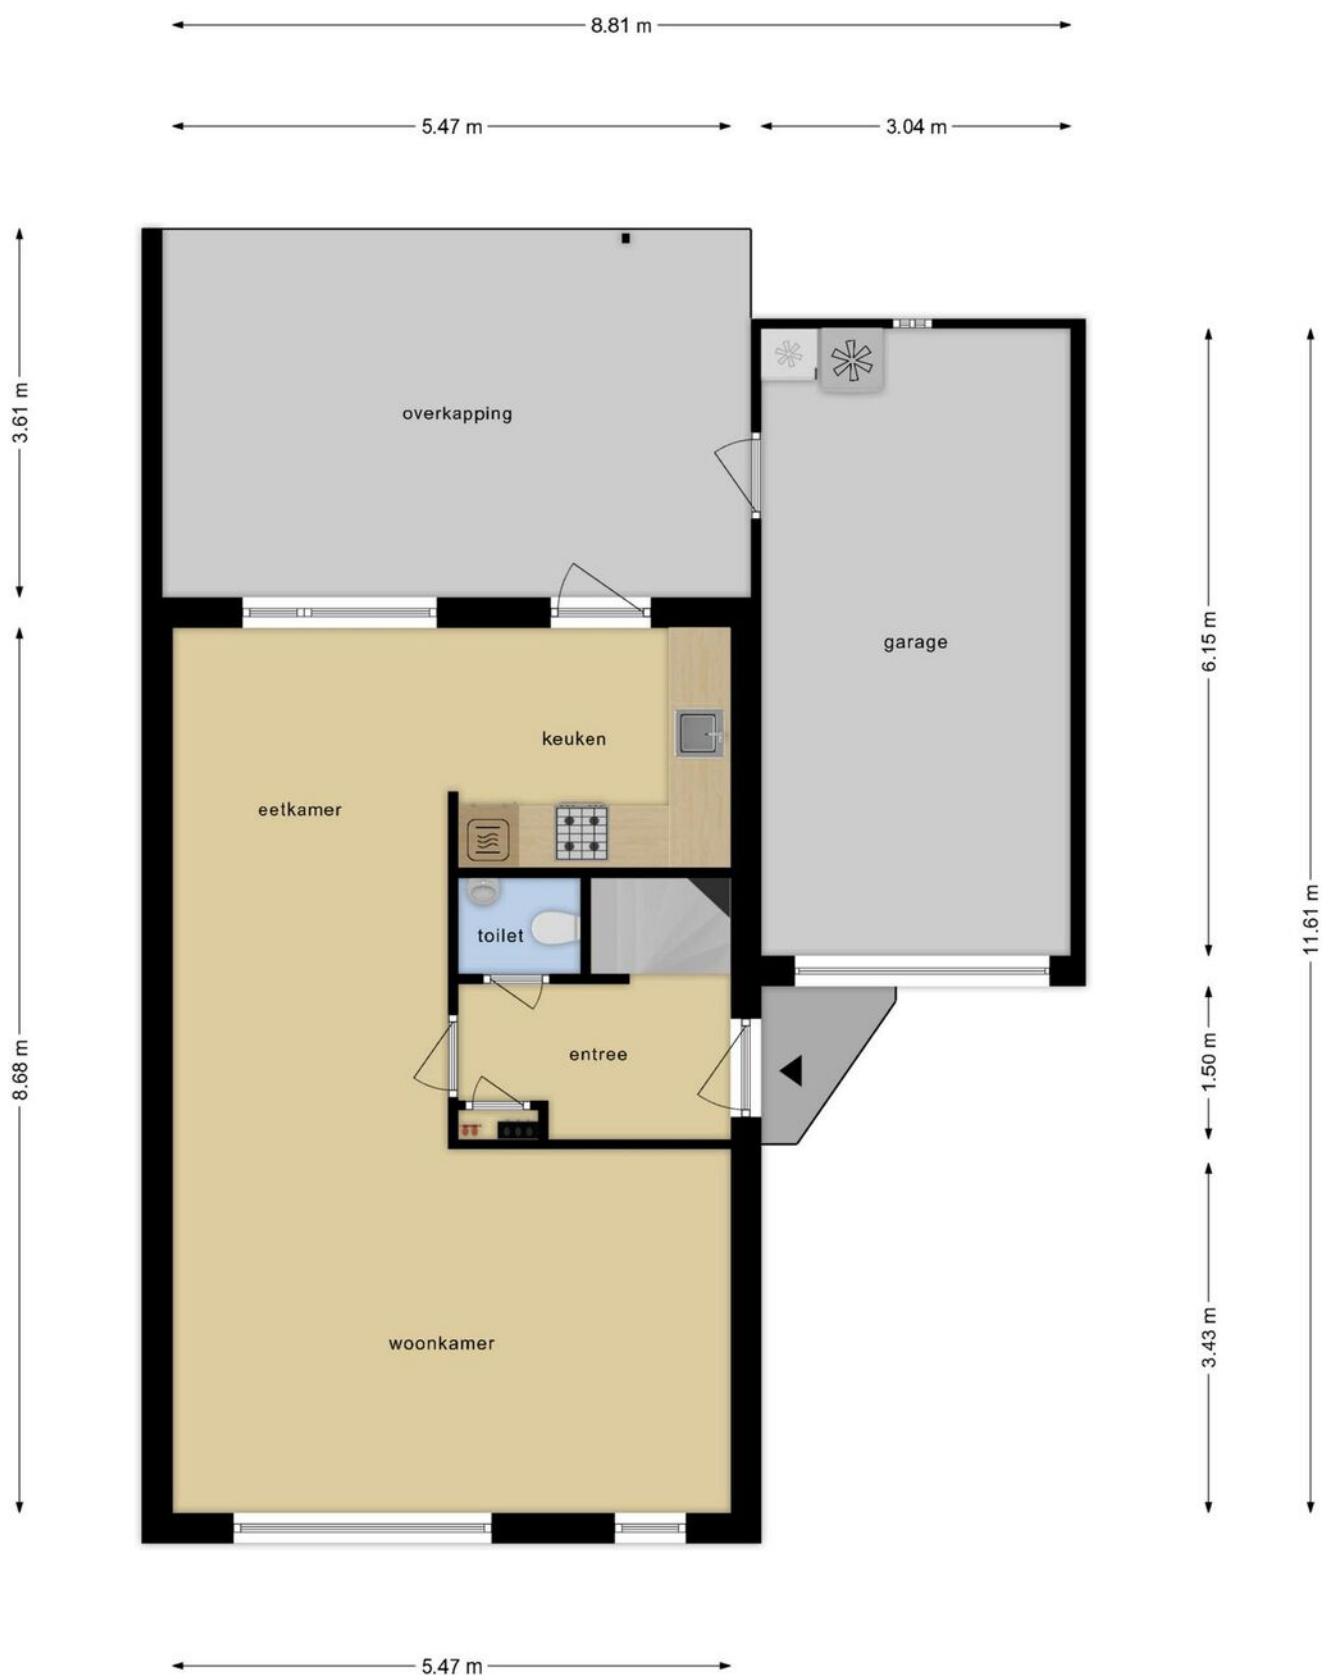 8.81 m
5.47 m
3.04 m
3.61 m
overkapping
garage
6.15 m
keuken
eetkamer
toilet
11.61 m
entree
1.50 m
8.68 m
woonkamer
3.43 m
5.47 m